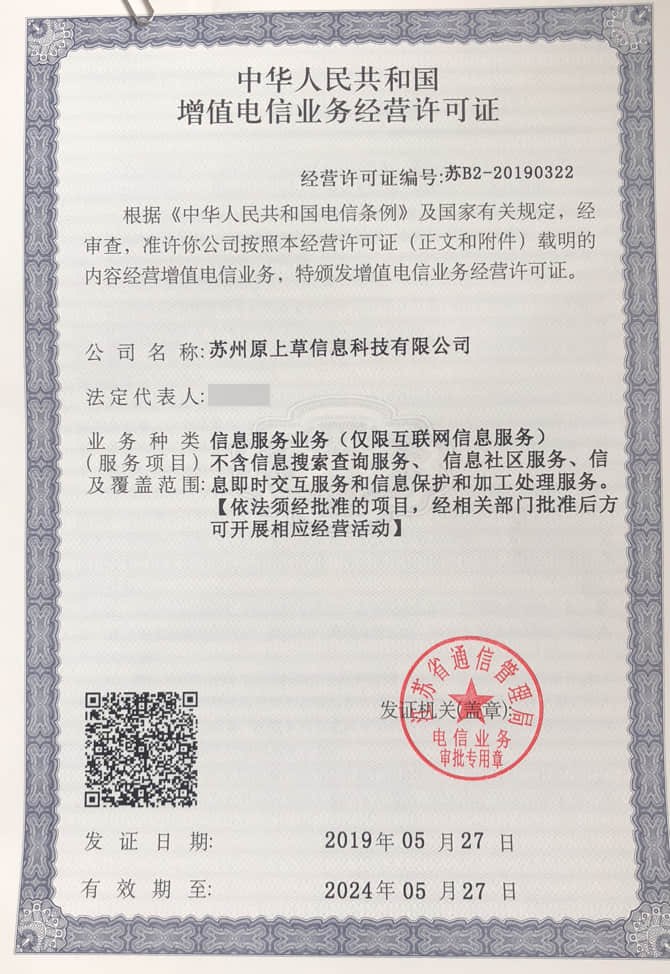 中华人民共和国
增值电信业务经营许可证
经营许可证编号:苏B2-20190322
根据《中华人民共和国电信条例》及国家有关规定，经
审查，准许你公司按照本经营许可证（正文和附件）载明的
内容经营增值电信业务，特颁发增值电信业务经营许可证。
公司名称:苏州原上草信息科技有限公司
法定代表人:
业务种类 信息服务业务（仅限互联网信息服务）
(服务项目) 不含信息搜索查询服务、 信息社区服务、信
及覆盖范围: 息即时交互服务和信息保护和加工处理服务。
【依法须经批准的项目，经相关部门批准后方
可开展相应经营活动】
江苏省通信管理局
发证机关(盖章):
电信业务
审批专用章
发证日期: 2019年05月27日
有效期至: 2024年05月27日